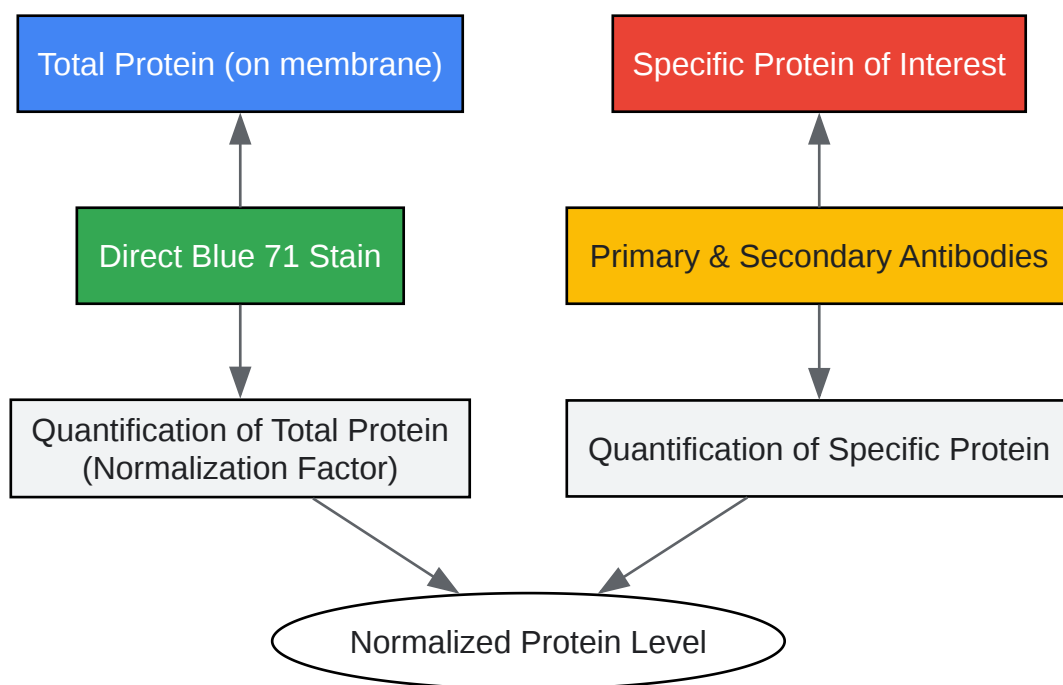 Total Protein (on membrane)
Specific Protein of Interest
Direct Blue 71 Stain
Primary & Secondary Antibodies
Quantification of Total Protein
(Normalization Factor)
Quantification of Specific Protein
Normalized Protein Level